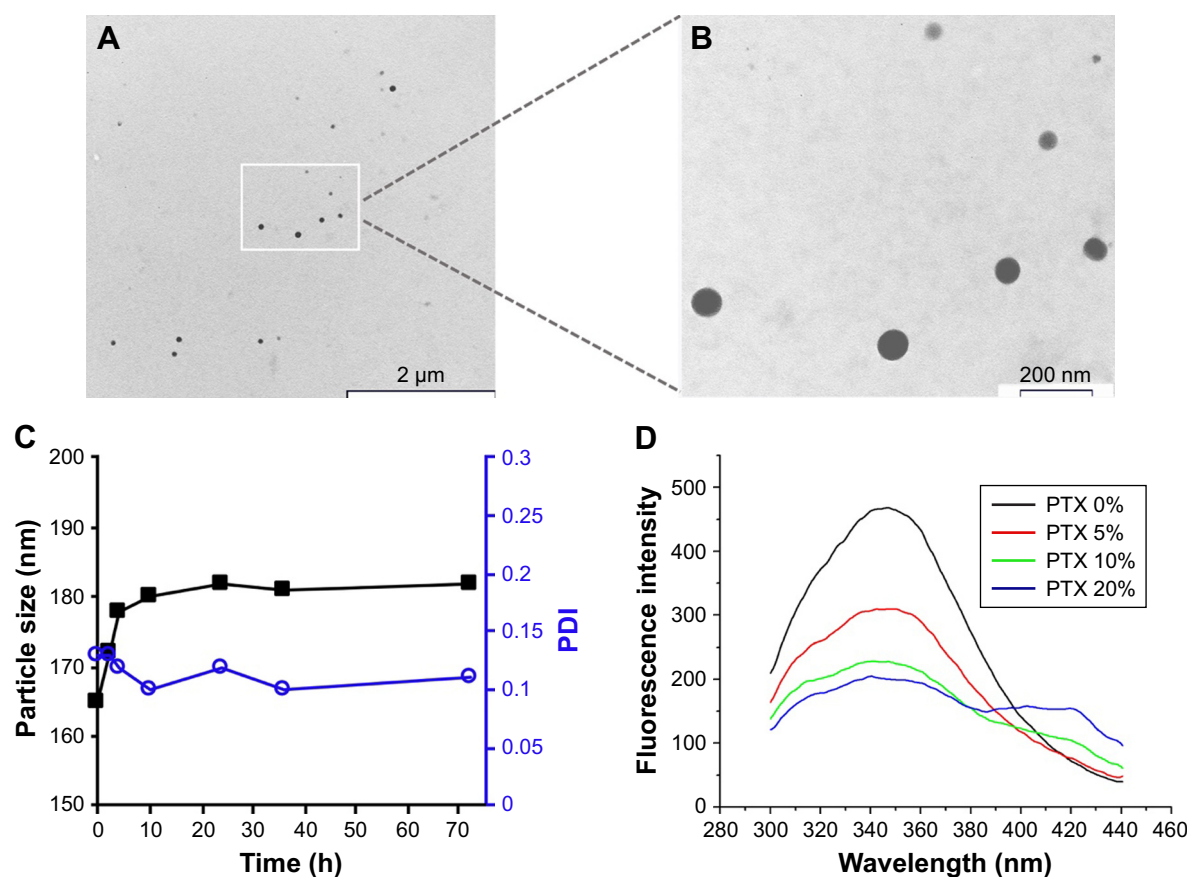 A
B
2 µm
200 nm
C
200
190
180
170
160
150
Particle size (nm)
0.3
0.25
0.2
0.15
0.1
0.05
0
PDI
0 10 20 30 40 50 60 70
Time (h)
D
500
400
300
200
100
0
Fluorescence intensity
PTX 0%
PTX 5%
PTX 10%
PTX 20%
280 300 320 340 360 380 400 420 440 460
Wavelength (nm)